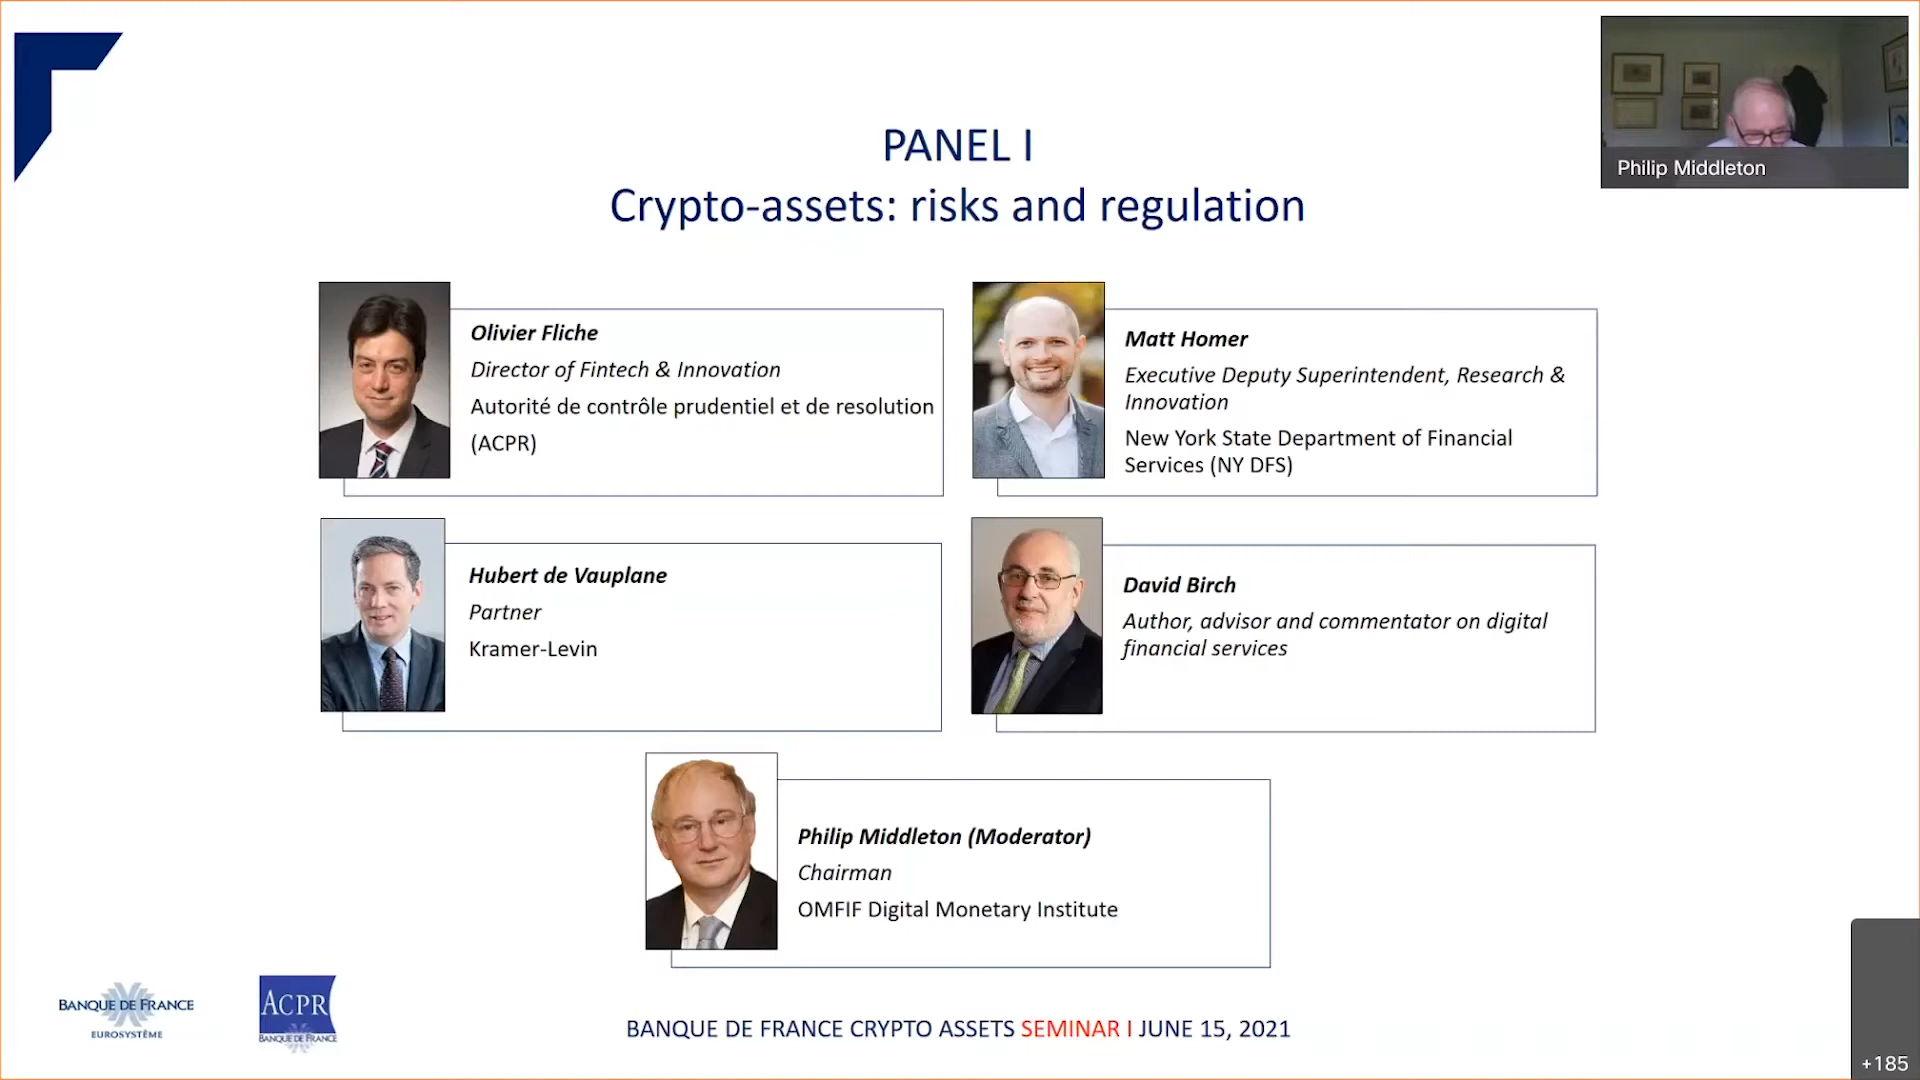 PANEL I
Crypto-assets: risks and regulation
Philip Middleton
Olivier Fliche
Director of Fintech & Innovation
Autorité de contrôle prudentiel et de resolution
(ACPR)
Matt Homer
Executive Deputy Superintendent, Research &
Innovation
New York State Department of Financial
Services (NY DFS)
Hubert de Vauplane
Partner
Kramer-Levin
David Birch
Author, advisor and commentator on digital
financial services
Philip Middleton (Moderator)
Chairman
OMFIF Digital Monetary Institute
BANQUE DE FRANCE
EUROSYSTÈME
ACPR
BANQUE DE FRANCE
BANQUE DE FRANCE CRYPTO ASSETS SEMINAR I JUNE 15, 2021
+185